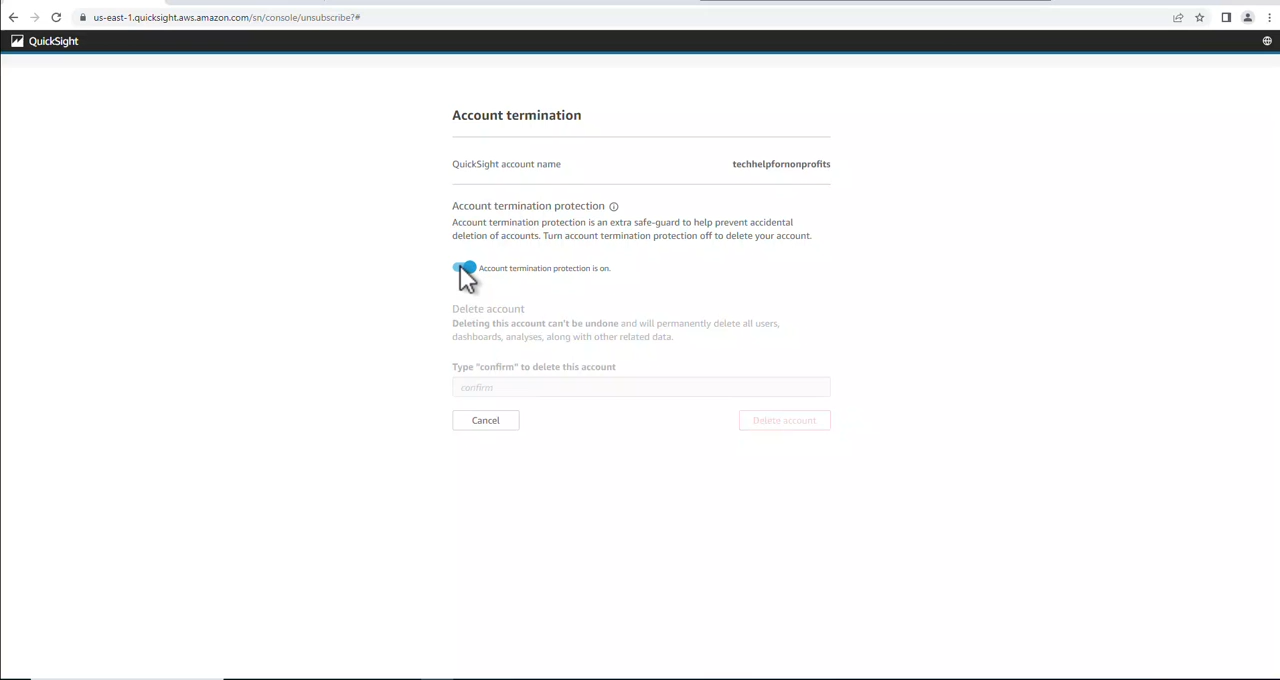 us-east-1.quicksight.aws.amazon.com/sn/console/unsubscribe?#
QuickSight
Account termination
QuickSight account name techhelpfornonprofits
Account termination protection
Account termination protection is an extra safe-guard to help prevent accidental
deletion of accounts. Turn account termination protection off to delete your account.
Account termination protection is on.
Delete account
Deleting this account can't be undone and will permanently delete all users,
dashboards, analyses, along with other related data.
Type "confirm" to delete this account
confirm
Cancel Delete account